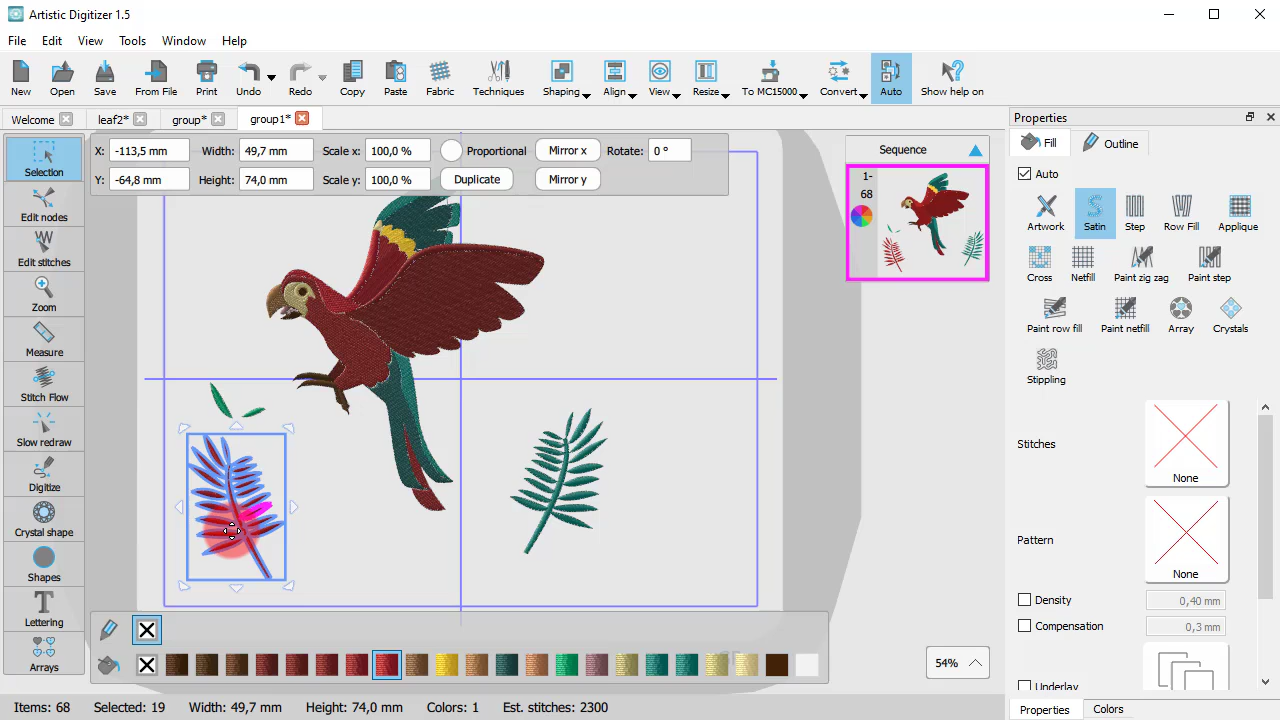 Artistic Digitizer 1.5
File Edit View Tools Window Help
New Open Save From File Print Undo Redo Copy Paste Fabric Techniques Shaping Align View Resize To MC15000 Convert Auto Show help on
Welcome leaf2* group* group1*
Properties
Selection
Edit nodes
Edit stitches
Zoom
Measure
Stitch Flow
Slow redraw
Digitize
Crystal shape
Shapes
Lettering
Arrays
X: -113,5 mm Width: 49,7 mm Scale x: 100,0 % Proportional Mirror x Rotate: 0 °
Y: -64,8 mm Height: 74,0 mm Scale y: 100,0 % Duplicate Mirror y
Sequence
1-
68
Fill Outline
Auto
Artwork Satin Step Row Fill Applique
Cross Netfill Paint zig zag Paint step
Paint row fill Paint netfill Array Crystals
Stippling
Stitches None
Pattern None
Density 0,40 mm
Compensation 0,3 mm
Underlay
54%
Properties Colors
Items: 68 Selected: 19 Width: 49,7 mm Height: 74,0 mm Colors: 1 Est. stitches: 2300